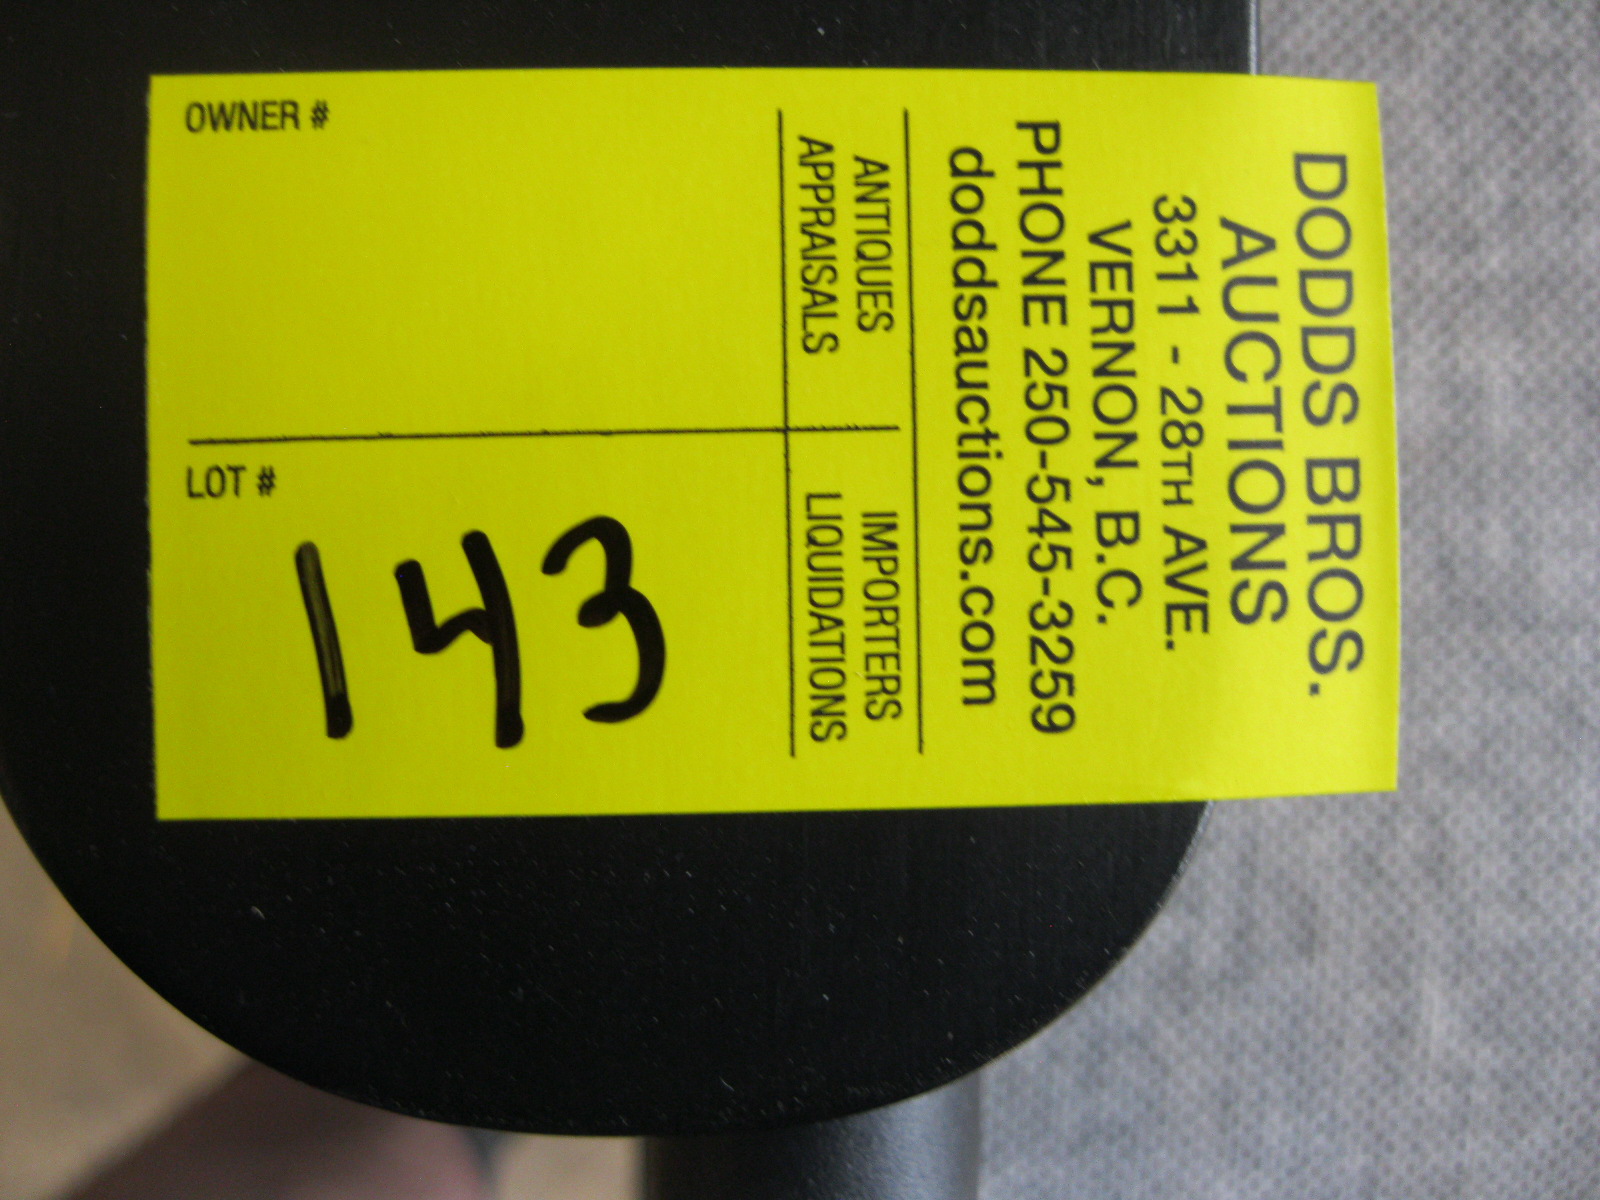 DODDS BROS.
AUCTIONS
3311 - 28TH AVE.
VERNON, B.C.
PHONE 250-545-3259
doddsauctions.com
ANTIQUES
APPRAISALS
IMPORTERS
LIQUIDATIONS
OWNER #
LOT #
143